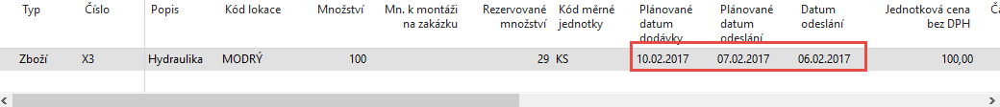 Typ Číslo Popis Kód lokace Množství Mn. k montáži na zakázku Rezervované množství Kód měrné jednotky Plánované datum dodávky Plánované datum odeslání Datum odeslání Jednotková cena bez DPH
Zboží X3 Hydraulika MODRÝ 100 29 KS 10.02.2017 07.02.2017 06.02.2017 100,00